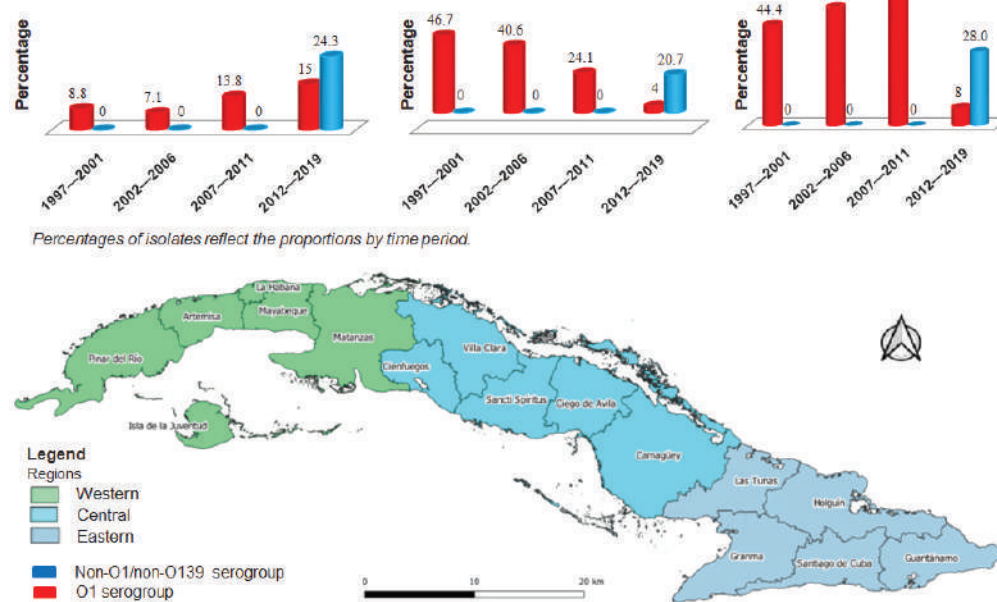 Percentage
8.8
0
7.1
0
13.8
0
15
24.3
1997—2001
2002—2006
2007—2011
2012—2019
Percentage
46.7
0
40.6
0
24.1
0
4
20.7
1997—2001
2002—2006
2007—2011
2012—2019
Percentage
44.4
0
0
0
8
28.0
1997—2001
2002—2006
2007—2011
2012—2019
Percentages of isolates reflect the proportions by time period.
La Habana
Artemisa
Mayabeque
Matanzas
Pinar del Río
Isla de la Juventud
Villa Clara
Cienfuegos
Sancti Spíritus
Ciego de Avila
Camagüey
Las Tunas
Holguín
Granma
Santiago de Cuba
Guantánamo
Legend
Regions
Western
Central
Eastern
Non-O1/non-O139 serogroup
O1 serogroup
0 10 20 km